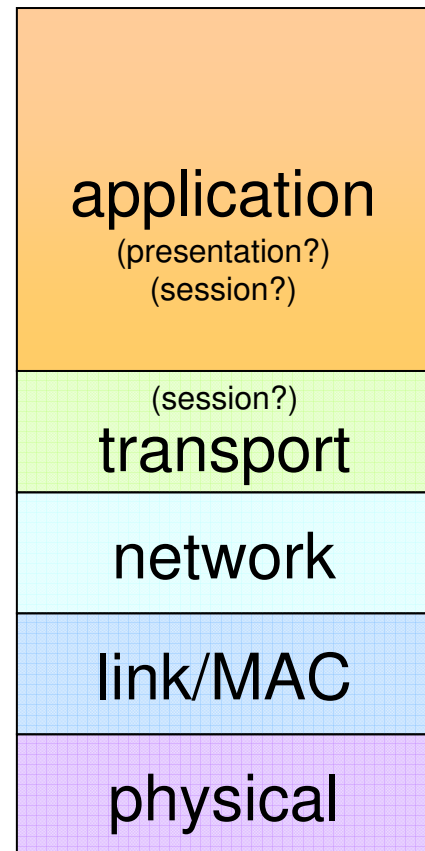 application
(presentation?)
(session?)
(session?)
transport
network
link/MAC
physical